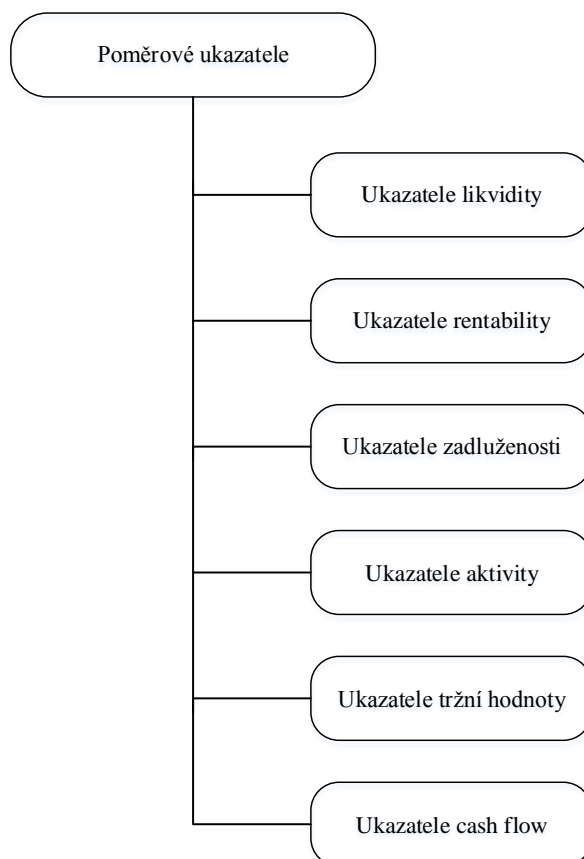 Poměrové ukazatele
Ukazatele likvidity
Ukazatele rentability
Ukazatele zadluženosti
Ukazatele aktivity
Ukazatele tržní hodnoty
Ukazatele cash flow